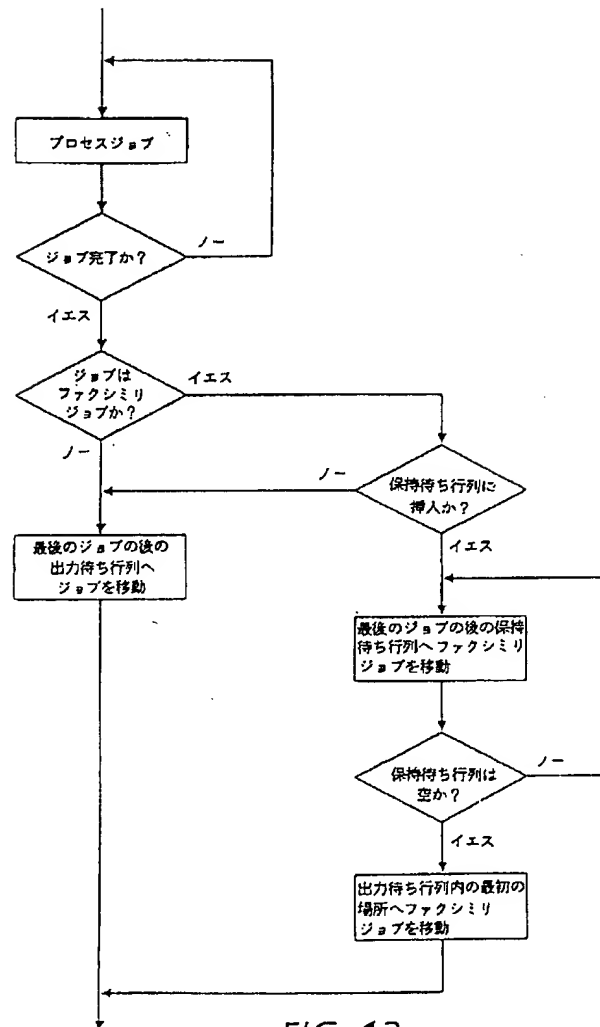 プロセスジョブ
ジョブ完了か?
ノー
イエス
ジョブは
ファクシミリ
ジョブか?
イエス
ノー
保持待ち行列に
挿入か?
ノー
イエス
最後のジョブの後の
出力待ち行列へ
ジョブを移動
最後のジョブの後の保持
待ち行列へファクシミリ
ジョブを移動
保持待ち行列は
空か?
ノー
イエス
出力待ち行列内の最初の
場所へファクシミリ
ジョブを移動